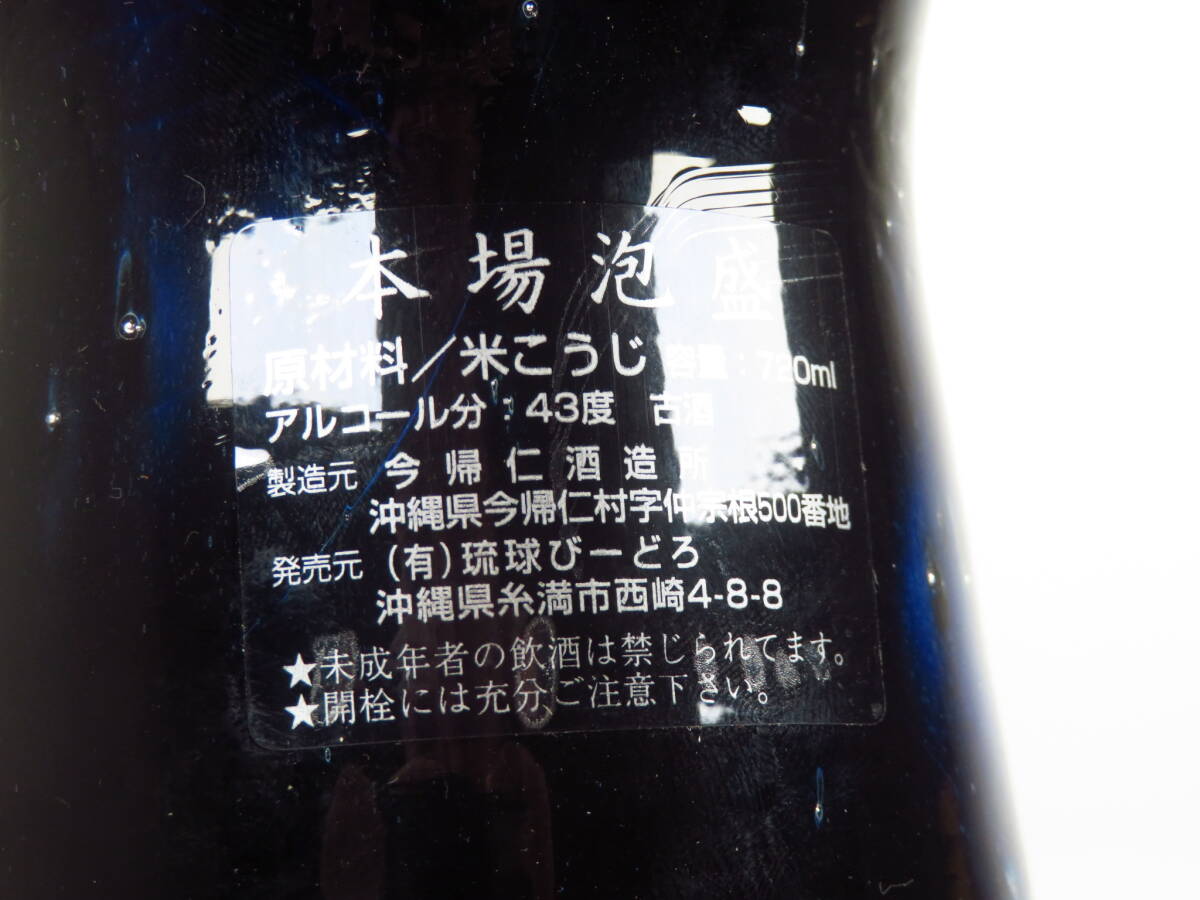 本場泡盛
原材料/米こうじ 容量:720ml
アルコール分:43度 古酒
製造元 今帰仁酒造所
沖縄県今帰仁村字仲宗根500番地
発売元 (有)琉球びーどろ
沖縄県糸満市西崎4-8-8
★未成年者の飲酒は禁じられてます。
★開栓には充分ご注意下さい。